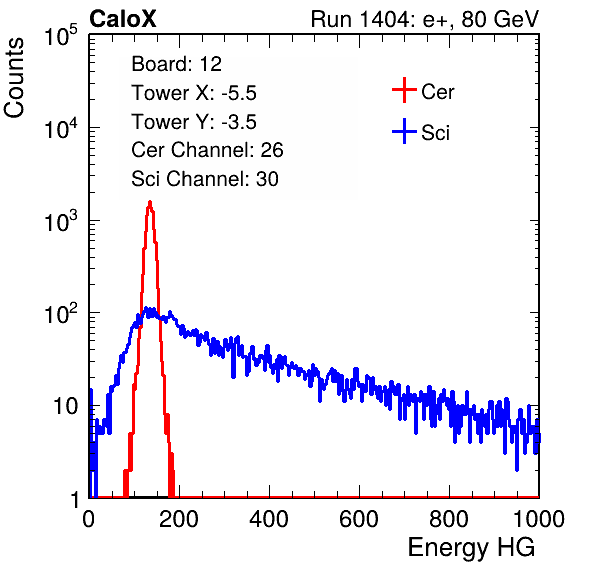 CaloX Run 1404: e+, 80 GeV
Counts
10^5
10^4
10^3
10^2
10
1
Board: 12
Tower X: -5.5
Tower Y: -3.5
Cer Channel: 26
Sci Channel: 30
Cer
Sci
0 200 400 600 800 1000
Energy HG